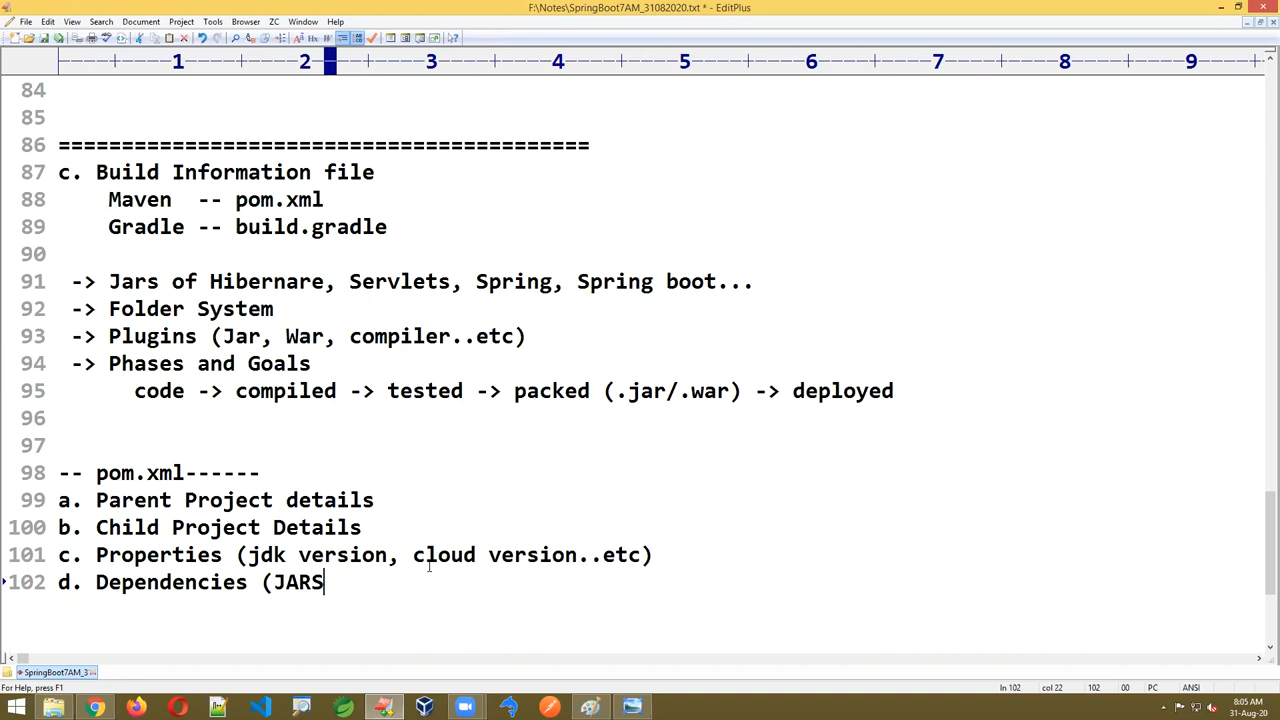 F:\Notes\SpringBoot7AM_31082020.txt * - EditPlus
File Edit View Search Document Project Tools Browser ZC Window Help
1 2 3 4 5 6 7 8 9
84
85
86 ==========================================
87 c. Build Information file
88 Maven -- pom.xml
89 Gradle -- build.gradle
90
91 -> Jars of Hibernare, Servlets, Spring, Spring boot...
92 -> Folder System
93 -> Plugins (Jar, War, compiler..etc)
94 -> Phases and Goals
95 code -> compiled -> tested -> packed (.jar/.war) -> deployed
96
97
98 -- pom.xml------
99 a. Parent Project details
100 b. Child Project Details
101 c. Properties (jdk version, cloud version..etc)
102 d. Dependencies (JARS
SpringBoot7AM_3
For Help, press F1 ln 102 col 22 102 00 PC ANSI
8:05 AM
31-Aug-20